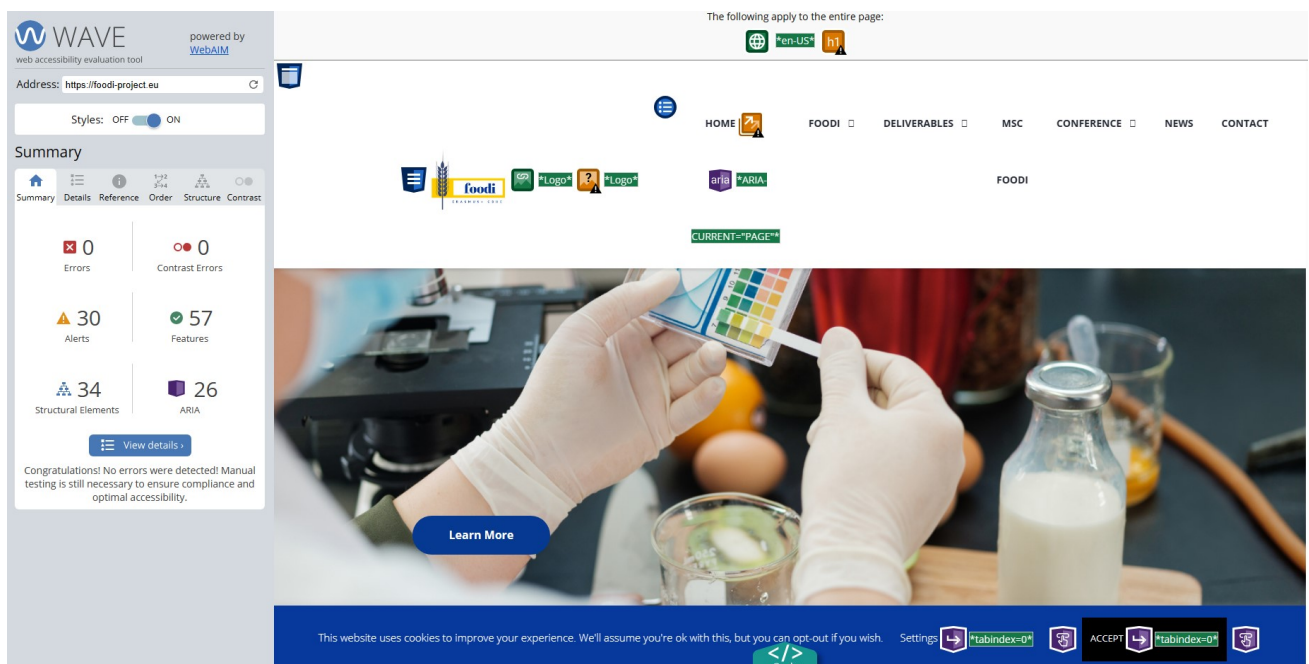 WAVE
web accessibility evaluation tool
powered by
WebAIM
Address: https://foodi-project.eu
Styles: OFF ON
Summary
Summary Details Reference Order Structure Contrast
0
Errors
0
Contrast Errors
30
Alerts
57
Features
34
Structural Elements
26
ARIA
View details ›
Congratulations! No errors were detected! Manual
testing is still necessary to ensure compliance and
optimal accessibility.
The following apply to the entire page:
*en-US* h1
HOME FOODI DELIVERABLES MSC CONFERENCE NEWS CONTACT
foodi *Logo* ? *Logo* aria *ARIA- FOODI
CURRENT="PAGE"*
Learn More
This website uses cookies to improve your experience. We'll assume you're ok with this, but you can opt-out if you wish. Settings *tabindex=0* ACCEPT *tabindex=0*
</>